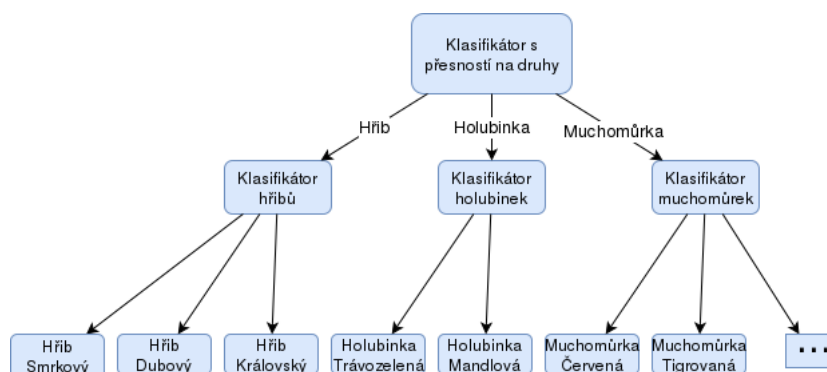 Klasifikátor s
přesností na druhy
Hřib
Holubinka
Muchomůrka
Klasifikátor
hřibů
Klasifikátor
holubinek
Klasifikátor
muchomůrek
Hřib
Smrkový
Hřib
Dubový
Hřib
Královský
Holubinka
Trávozelená
Holubinka
Mandlová
Muchomůrka
Červená
Muchomůrka
Tigrovaná
...